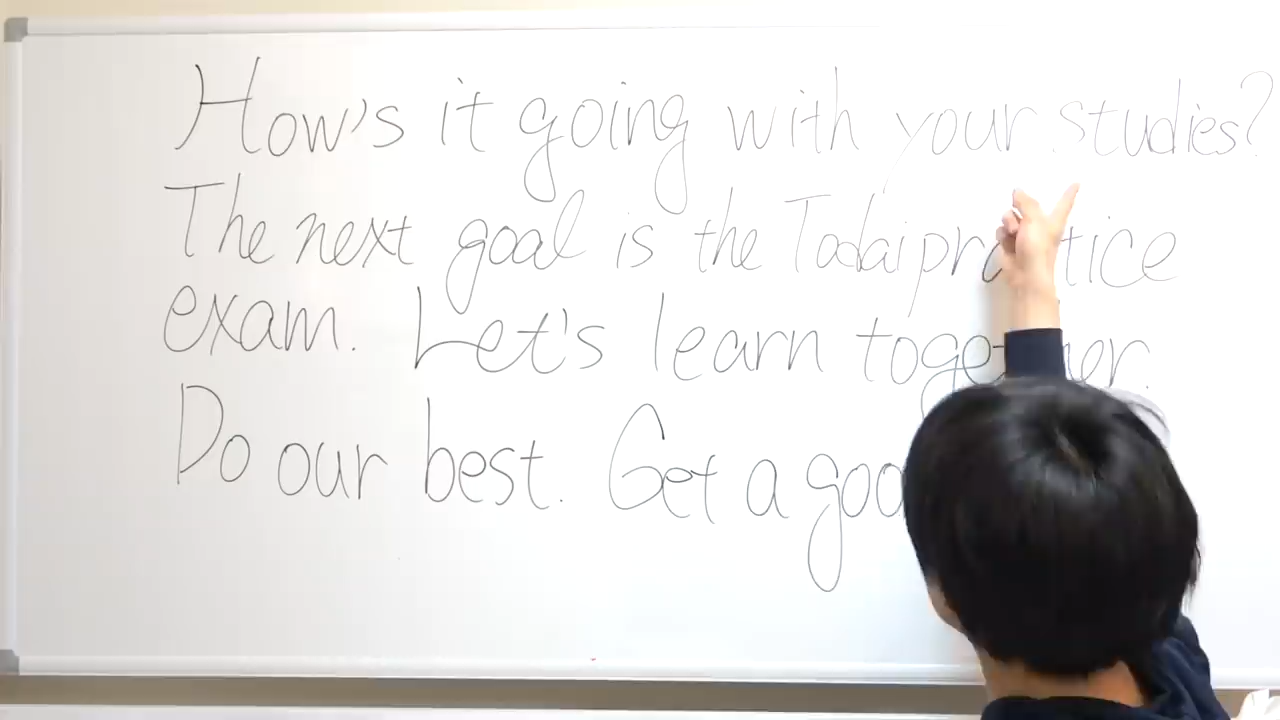 How's it going with your studies?
The next goal is the Todai practice
exam. Let's learn together.
Do our best. Get a